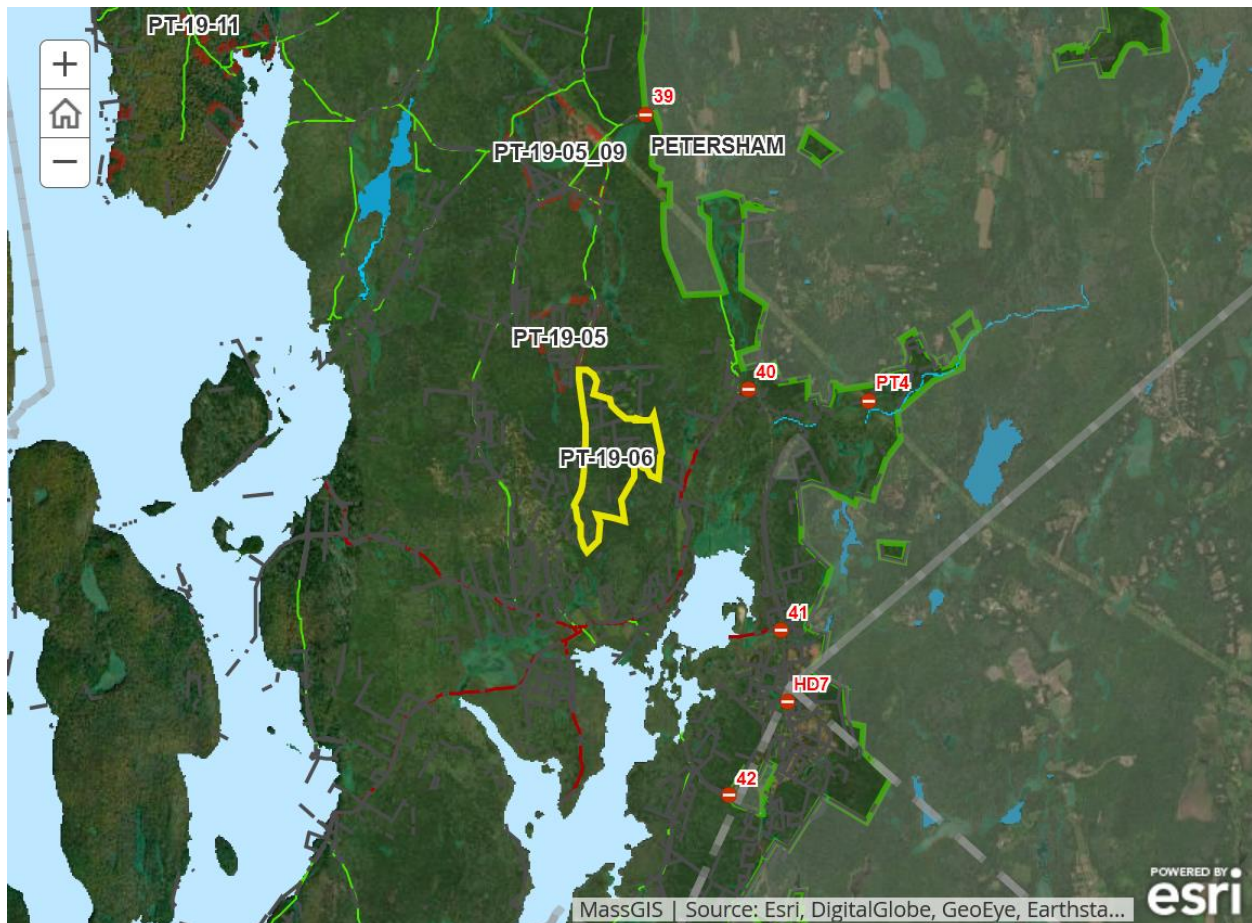 PT-19-11
39
PT-19-05_09
PETERSHAM
PT-19-05
40
PT4
PT-19-06
41
HD7
42
POWERED BY
esri
MassGIS | Source: Esri, DigitalGlobe, GeoEye, Earthsta...